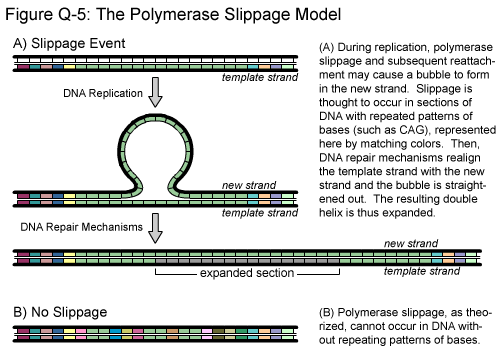 Figure Q-5: The Polymerase Slippage Model
A) Slippage Event
template strand
DNA Replication
new strand
template strand
DNA Repair Mechanisms
new strand
expanded section
template strand
(A) During replication, polymerase
slippage and subsequent reattach-
ment may cause a bubble to form
in the new strand. Slippage is
thought to occur in sections of
DNA with repeated patterns of
bases (such as CAG), represented
here by matching colors. Then,
DNA repair mechanisms realign
the template strand with the new
strand and the bubble is straight-
ened out. The resulting double
helix is thus expanded.
B) No Slippage
(B) Polymerase slippage, as theo-
rized, cannot occur in DNA with-
out repeating patterns of bases.